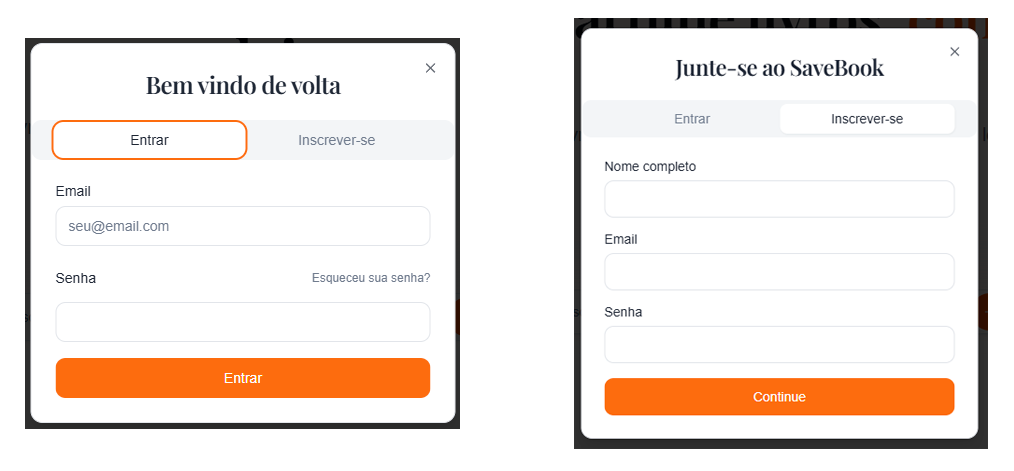 Bem vindo de volta
Entrar Inscrever-se
Email
seu@email.com
Senha Esqueceu sua senha?
Entrar
Junte-se ao SaveBook
Entrar Inscrever-se
Nome completo
Email
Senha
Continue